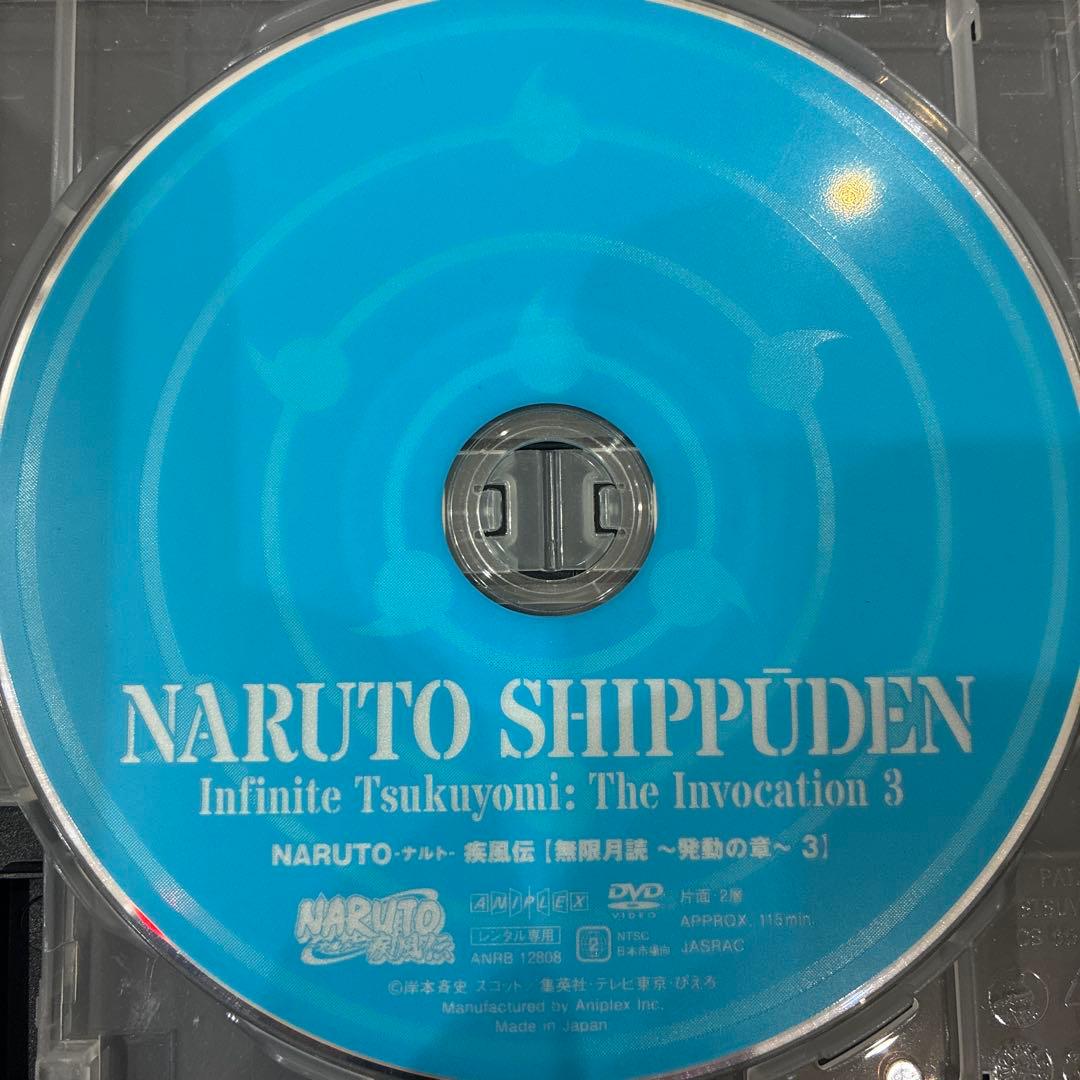 NARUTO SHIPPŪDEN
Infinite Tsukuyomi: The Invocation 3
NARUTO-ナルト- 疾風伝【無限月読 ～発動の章～ 3】
NARUTO
疾風伝
ANIPLEX
DVD
VIDEO
片面・2層
APPROX. 115min.
レンタル専用
2
NTSC
日本市場向
JASRAC
ANRB 12808
©岸本斉史 スコット／集英社・テレビ東京・ぴえろ
Manufactured by Aniplex Inc.
Made in Japan